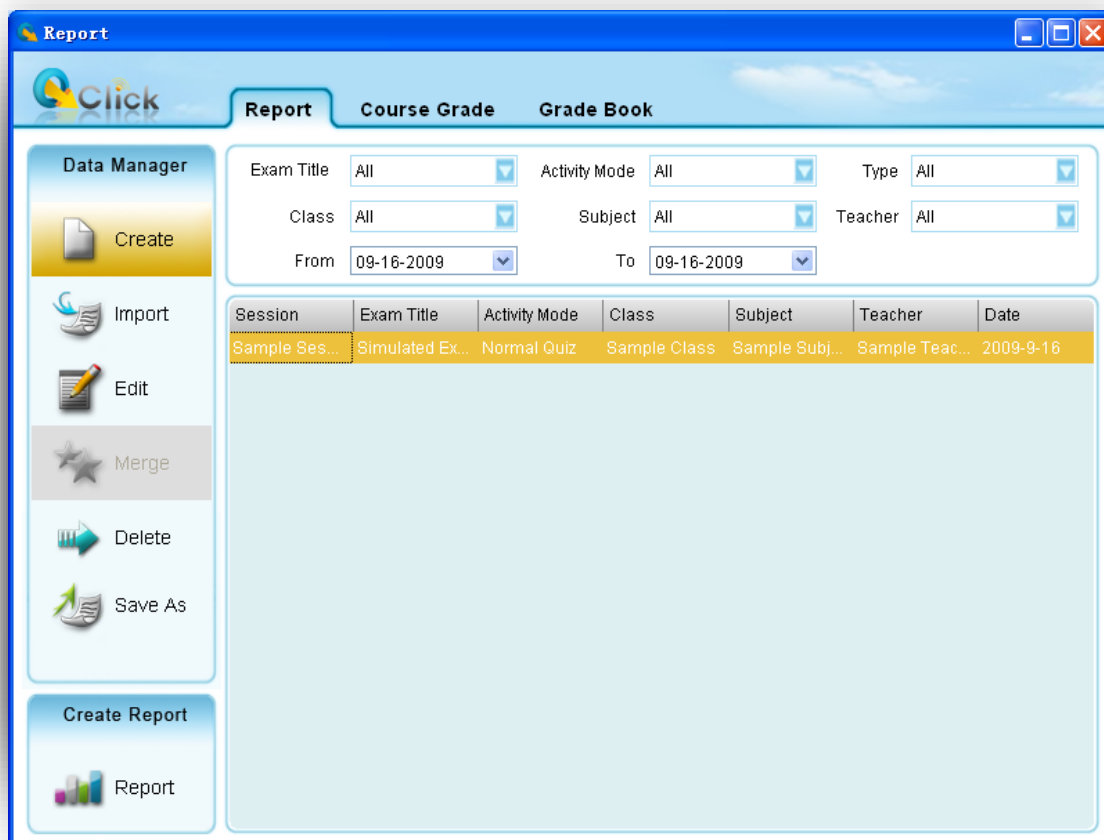 Report
QClick
Report Course Grade Grade Book
Data Manager
Create
Import
Edit
Merge
Delete
Save As
Create Report
Report
Exam Title All Activity Mode All Type All
Class All Subject All Teacher All
From 09-16-2009 To 09-16-2009
Session Exam Title Activity Mode Class Subject Teacher Date
Sample Ses... Simulated Ex... Normal Quiz Sample Class Sample Subj... Sample Teac... 2009-9-16